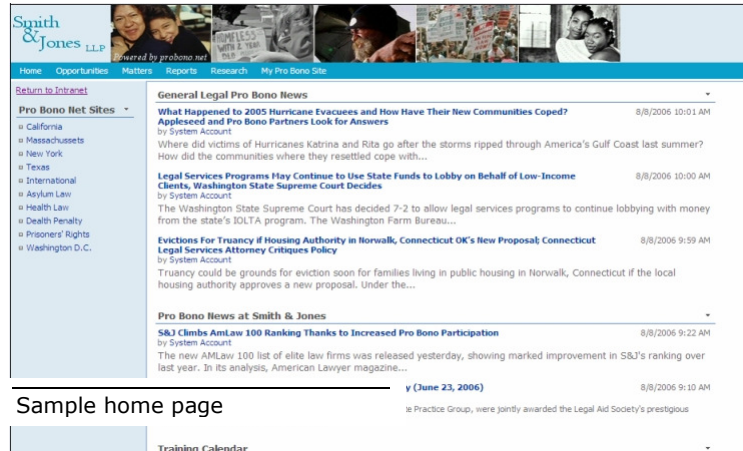 Smith
& Jones LLP
Powered by probono.net
HOMELESS
WITH 2 YEAR
OLD
Home Opportunities Matters Reports Research My Pro Bono Site
Return to Intranet
Pro Bono Net Sites
California
Massachussets
New York
Texas
International
Asylum Law
Health Law
Dealth Penalty
Prisoners' Rights
Washington D.C.
General Legal Pro Bono News
What Happened to 2005 Hurricane Evacuees and How Have Their New Communities Coped? 8/8/2006 10:01 AM
Appleseed and Pro Bono Partners Look for Answers
by System Account
Where did victims of Hurricanes Katrina and Rita go after the storms ripped through America's Gulf Coast last summer?
How did the communities where they resettled cope with...
Legal Services Programs May Continue to Use State Funds to Lobby on Behalf of Low-Income 8/8/2006 10:00 AM
Clients, Washington State Supreme Court Decides
by System Account
The Washington State Supreme Court has decided 7-2 to allow legal services programs to continue lobbying with money
from the state's IOLTA program. The Washington Farm Bureau...
Evictions For Truancy if Housing Authority in Norwalk, Connecticut OK's New Proposal; Connecticut 8/8/2006 9:59 AM
Legal Services Attorney Critiques Policy
by System Account
Truancy could be grounds for eviction soon for families living in public housing in Norwalk, Connecticut if the local
housing authority approves a new proposal. Under the...
Pro Bono News at Smith & Jones
S&J Climbs AmLaw 100 Ranking Thanks to Increased Pro Bono Participation 8/8/2006 9:22 AM
by System Account
The new AMLaw 100 list of elite law firms was released yesterday, showing marked improvement in S&J's ranking over
last year. In its analysis, American Lawyer magazine...
y (June 23, 2006) 8/8/2006 9:10 AM
Sample home page
te Practice Group, were jointly awarded the Legal Aid Society's prestigious
Training Calendar